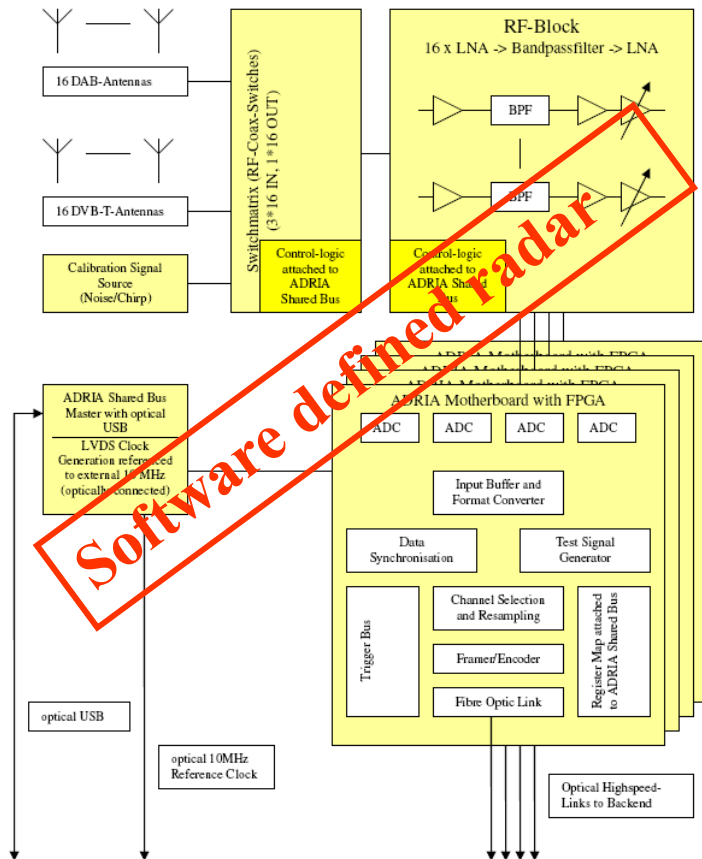 RF-Block
16 x LNA -> Bandpassfilter -> LNA
16 DAB-Antennas
BPF
Switchmatrix (RF-Coax-Switches)
(3*16 IN, 1*16 OUT)
16 DVB-T-Antennas
BPF
Calibration Signal
Source
(Noise/Chirp)
Control-logic
attached to
ADRIA
Shared Bus
Control-logic
attached to
ADRIA Shared
Bus
Software defined radar
ADRIA Motherboard with FPGA
ADRIA Motherboard with FPGA
ADRIA Motherboard with FPGA
ADRIA Motherboard with FPGA
ADRIA Shared Bus
Master with optical
USB
LVDS Clock
Generation referenced
to external 10 MHz
(optically connected)
ADC
ADC
ADC
ADC
Input Buffer and
Format Converter
Data
Synchronisation
Test Signal
Generator
Trigger Bus
Channel Selection
and Resampling
Framer/Encoder
Fibre Optic Link
Register Map attached
to ADRIA Shared Bus
optical USB
optical 10MHz
Reference Clock
Optical Highspeed-
Links to Backend